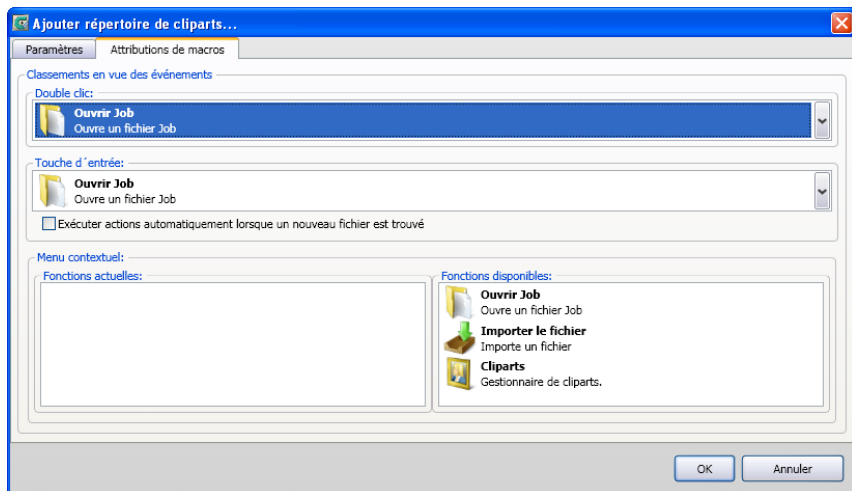 Ajouter répertoire de cliparts...
Paramètres
Attributions de macros
Classements en vue des événements
Double clic:
Ouvrir Job
Ouvre un fichier Job
Touche d´entrée:
Ouvrir Job
Ouvre un fichier Job
Exécuter actions automatiquement lorsque un nouveau fichier est trouvé
Menu contextuel:
Fonctions actuelles:
Fonctions disponibles:
Ouvrir Job
Ouvre un fichier Job
Importer le fichier
Importe un fichier
Cliparts
Gestionnaire de cliparts.
OK
Annuler